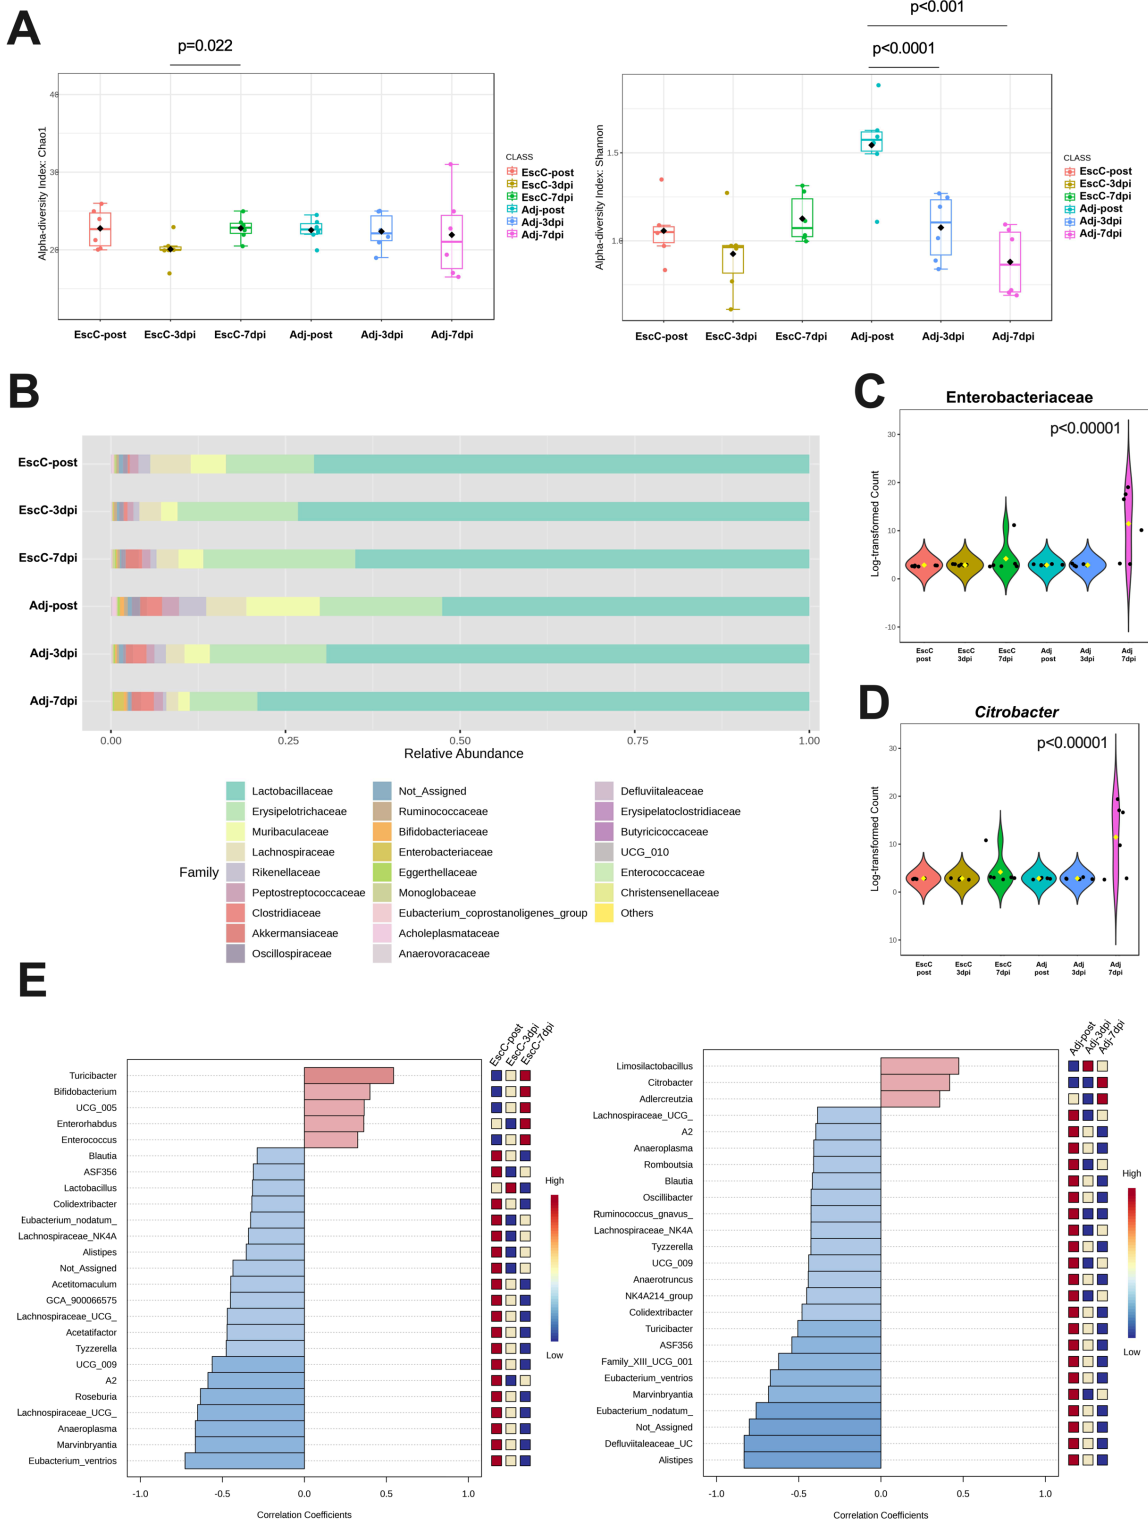 A
p=0.022
p<0.001
p<0.0001
Alpha-diversity Index: Chao1
40
30
20
EscC-post
EscC-3dpi
EscC-7dpi
Adj-post
Adj-3dpi
Adj-7dpi
CLASS
EscC-post
EscC-3dpi
EscC-7dpi
Adj-post
Adj-3dpi
Adj-7dpi
Alpha-diversity Index: Shannon
1.5
1.0
EscC-post
EscC-3dpi
EscC-7dpi
Adj-post
Adj-3dpi
Adj-7dpi
CLASS
EscC-post
EscC-3dpi
EscC-7dpi
Adj-post
Adj-3dpi
Adj-7dpi
B
EscC-post
EscC-3dpi
EscC-7dpi
Adj-post
Adj-3dpi
Adj-7dpi
0.00
0.25
0.50
0.75
1.00
Relative Abundance
Family
Lactobacillaceae
Erysipelotrichaceae
Muribaculaceae
Lachnospiraceae
Rikenellaceae
Peptostreptococcaceae
Clostridiaceae
Akkermansiaceae
Oscillospiraceae
Not_Assigned
Ruminococcaceae
Bifidobacteriaceae
Enterobacteriaceae
Eggerthellaceae
Monoglobaceae
Eubacterium_coprostanoligenes_group
Acholeplasmataceae
Anaerovoracaceae
Defluviitaleaceae
Erysipelatoclostridiaceae
Butyricicoccaceae
UCG_010
Enterococcaceae
Christensenellaceae
Others
C
Enterobacteriaceae
p<0.00001
Log-transformed Count
30
20
10
0
-10
EscC post
EscC 3dpi
EscC 7dpi
Adj post
Adj 3dpi
Adj 7dpi
D
Citrobacter
p<0.00001
Log-transformed Count
30
20
10
0
10
EscC post
EscC 3dpi
EscC 7dpi
Adj post
Adj 3dpi
Adj 7dpi
E
EscC-post
EscC-3dpi
EscC-7dpi
Turicibacter
Bifidobacterium
UCG_005
Enterorhabdus
Enterococcus
Blautia
ASF356
Lactobacillus
Colidextribacter
Eubacterium_nodatum_
Lachnospiraceae_NK4A
Alistipes
Not_Assigned
Acetitomaculum
GCA_900066575
Lachnospiraceae_UCG_
Acetatifactor
Tyzzerella
UCG_009
A2
Roseburia
Lachnospiraceae_UCG_
Anaeroplasma
Marvinbryantia
Eubacterium_ventrios
-1.0
-0.5
0.0
0.5
1.0
Correlation Coefficients
High
Low
Adj-post
Adj-3dpi
Adj-7dpi
Limosilactobacillus
Citrobacter
Adlercreutzia
Lachnospiraceae_UCG_
A2
Anaeroplasma
Romboutsia
Blautia
Oscillibacter
Ruminococcus_gnavus_
Lachnospiraceae_NK4A
Tyzzerella
UCG_009
Anaerotruncus
NK4A214_group
Colidextribacter
Turicibacter
ASF356
Family_XIII_UCG_001
Eubacterium_ventrios
Marvinbryantia
Eubacterium_nodatum_
Not_Assigned
Defluviitaleaceae_UC
Alistipes
-1.0
-0.5
0.0
0.5
1.0
Correlation Coefficients
High
Low